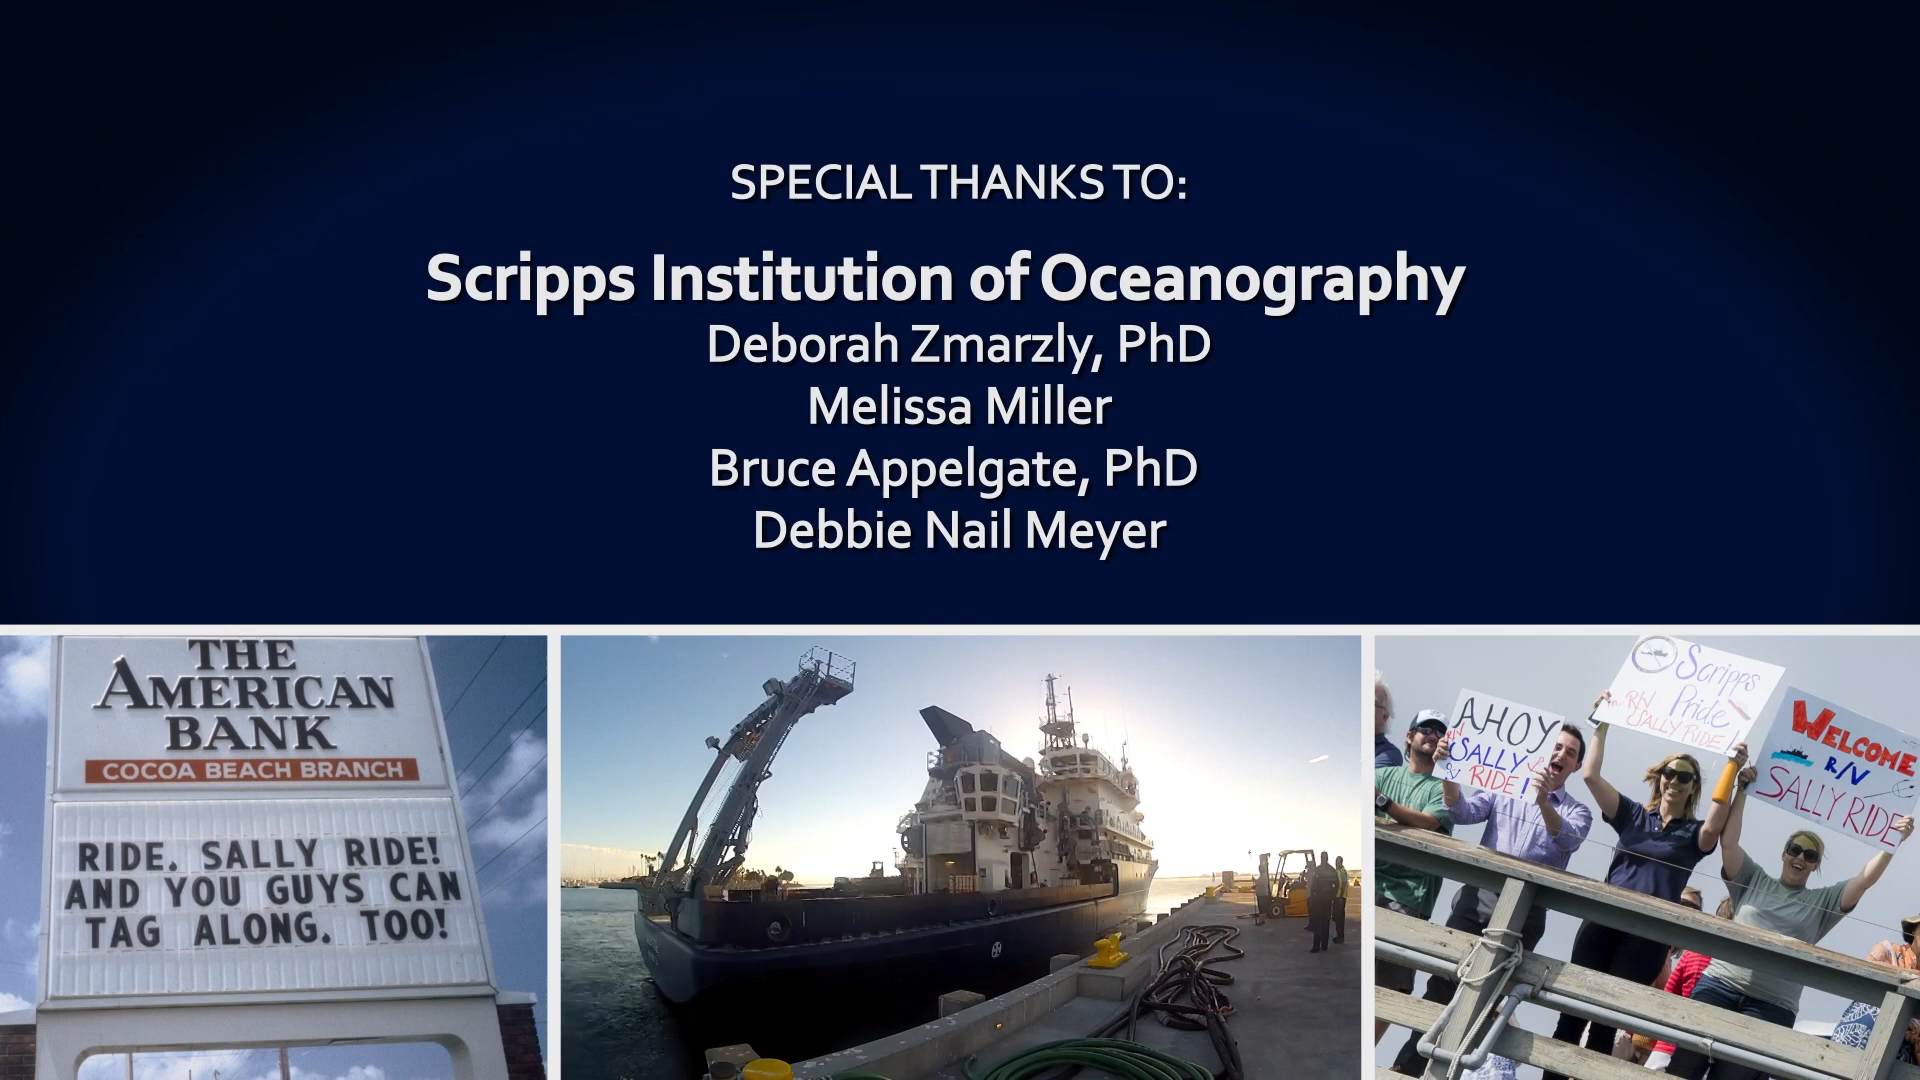 SPECIAL THANKS TO:
Scripps Institution of Oceanography
Deborah Zmarzly, PhD
Melissa Miller
Bruce Appelgate, PhD
Debbie Nail Meyer
THE
AMERICAN
BANK
COCOA BEACH BRANCH
RIDE. SALLY RIDE!
AND YOU GUYS CAN
TAG ALONG. TOO!
AHOY
R/V
SALLY
RIDE!
Scripps
Pride
R/V
SALLY RIDE!
WELCOME
R/V
SALLY RIDE